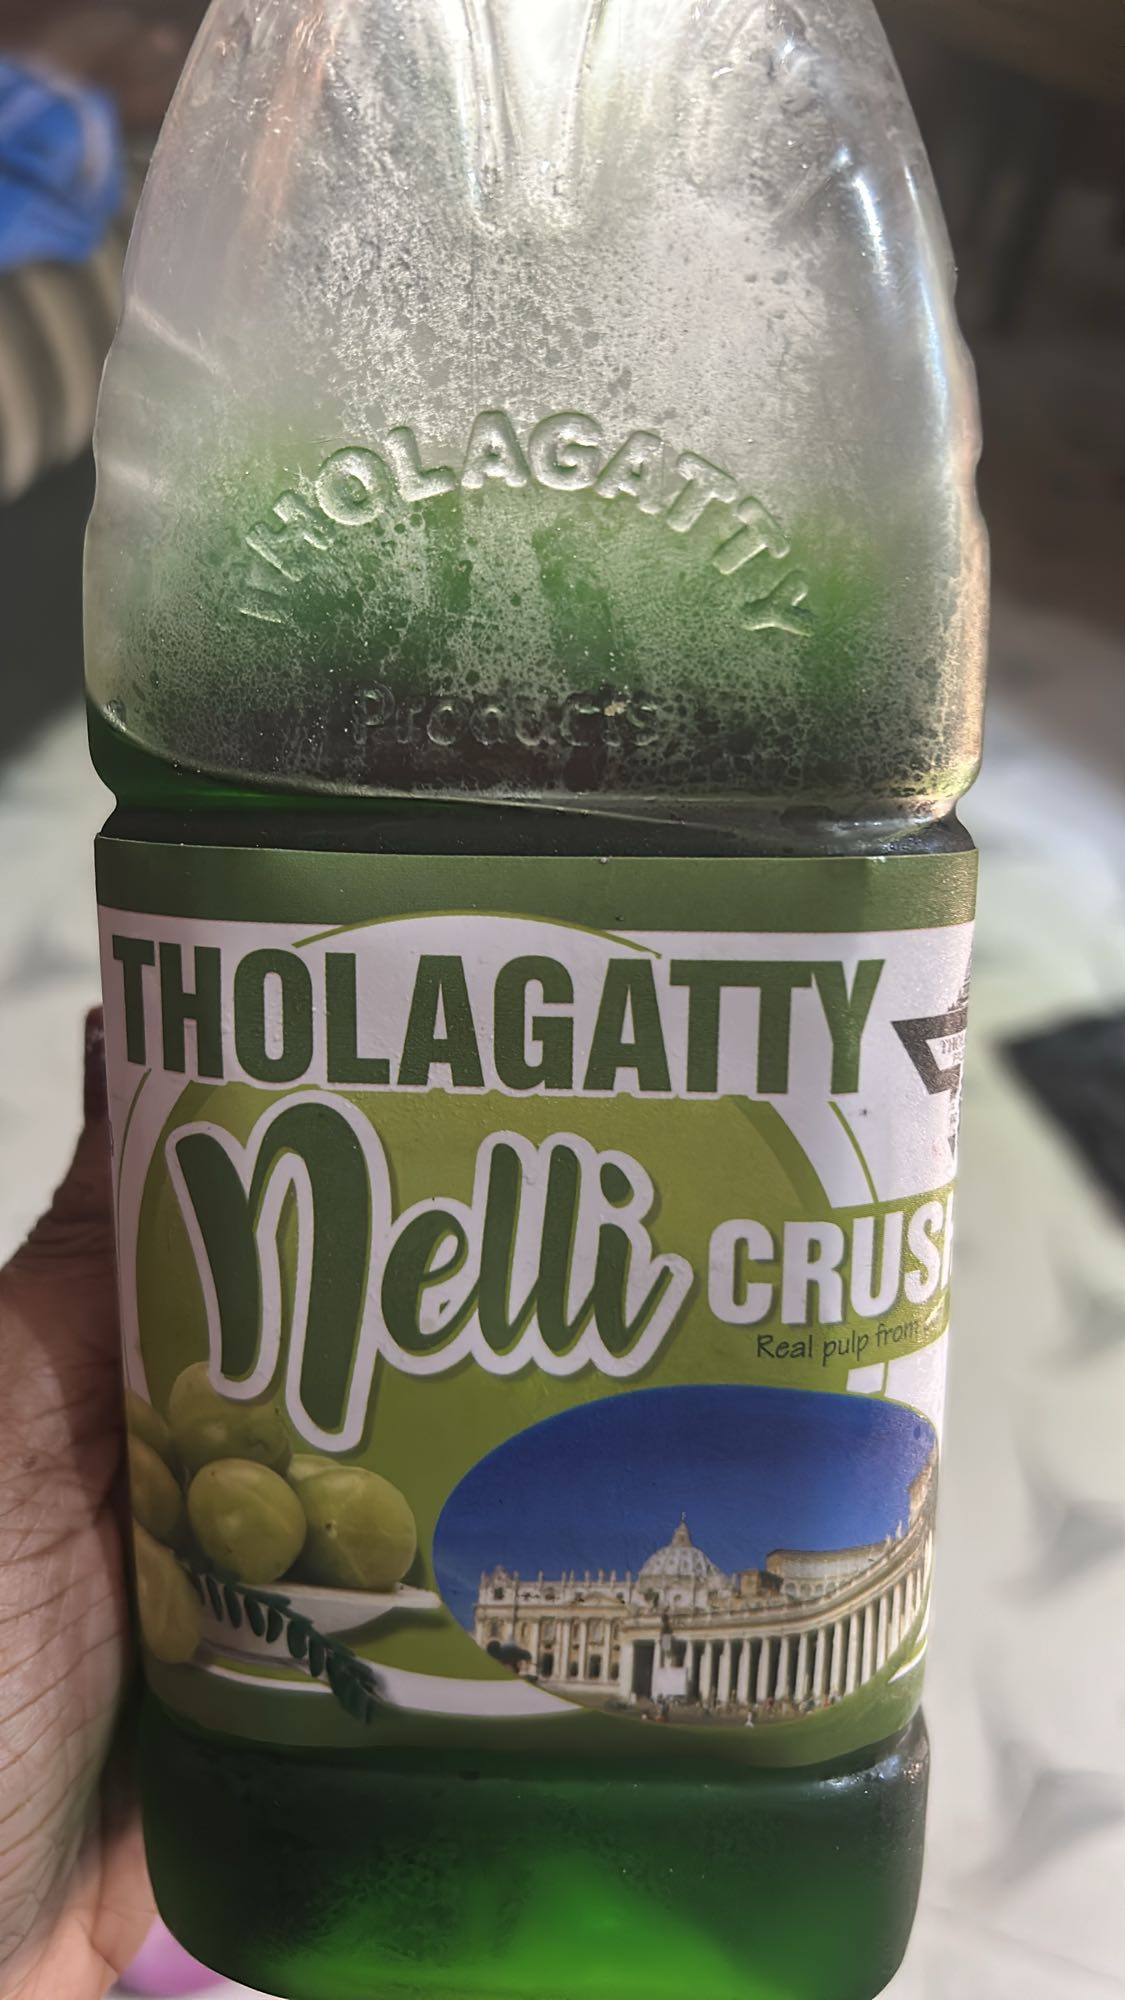 THOLAGATTY
Products
THOLAGATTY
Nelli
Real pulp from